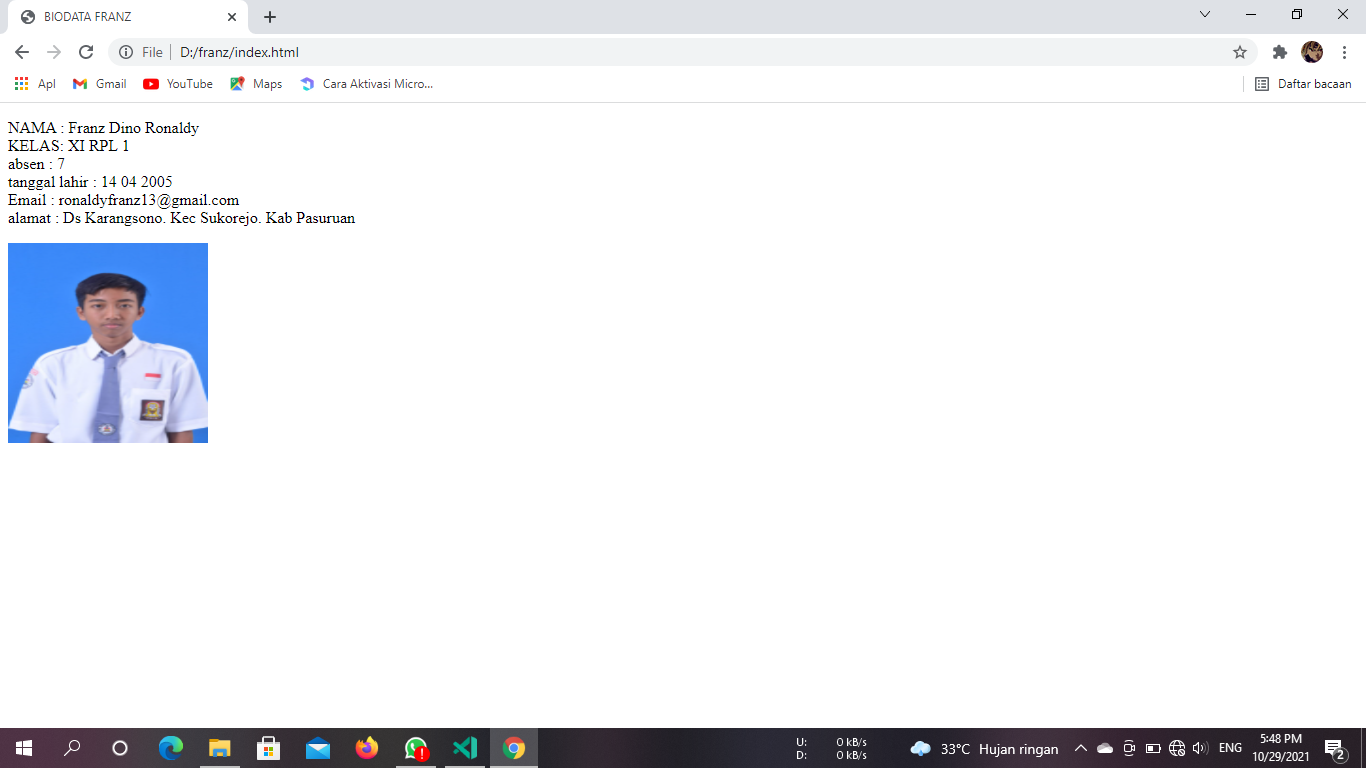 BIODATA FRANZ
File
D:/franz/index.html
Apl
Gmail
YouTube
Maps
Cara Aktivasi Micro...
Daftar bacaan
NAMA : Franz Dino Ronaldy
KELAS: XI RPL 1
absen : 7
tanggal lahir : 14 04 2005
Email : ronaldyfranz13@gmail.com
alamat : Ds Karangsono. Kec Sukorejo. Kab Pasuruan
U: 0 kB/s
D: 0 kB/s
33°C Hujan ringan
ENG
5:48 PM
10/29/2021
2